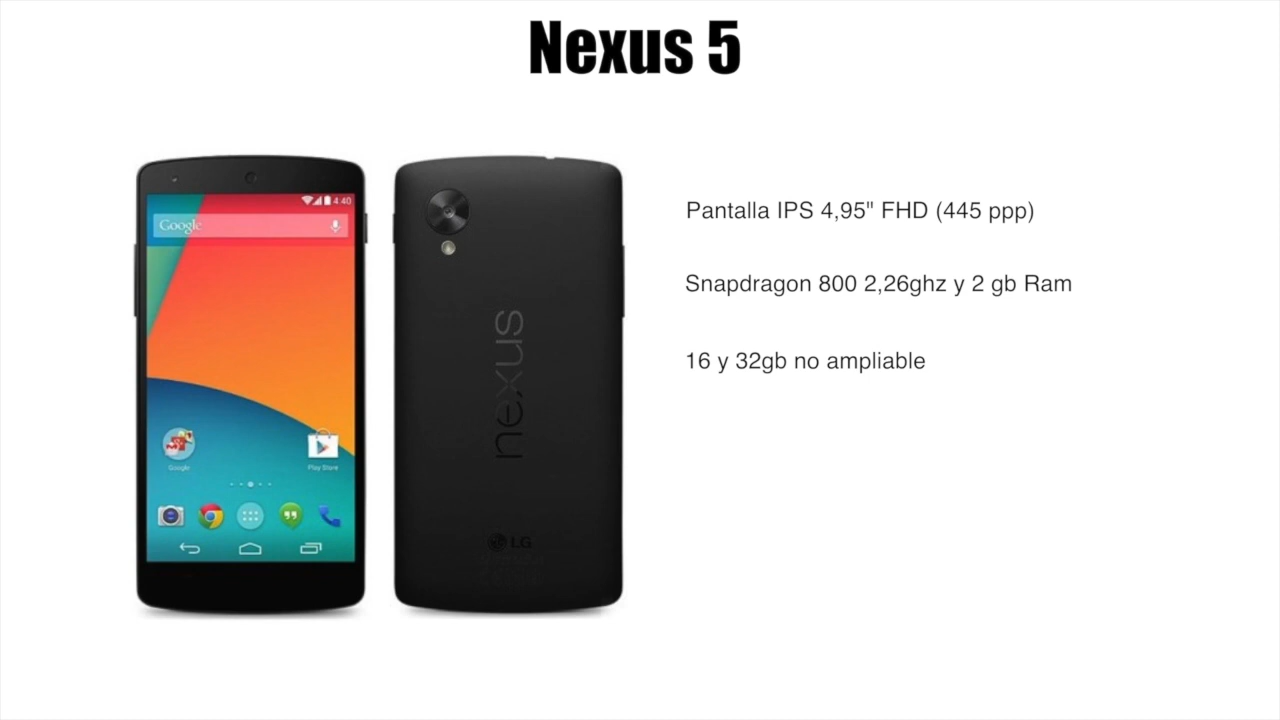 Nexus 5
4:40
Google
Google
Play Store
nexus
LG
Pantalla IPS 4,95" FHD (445 ppp)
Snapdragon 800 2,26ghz y 2 gb Ram
16 y 32gb no ampliable